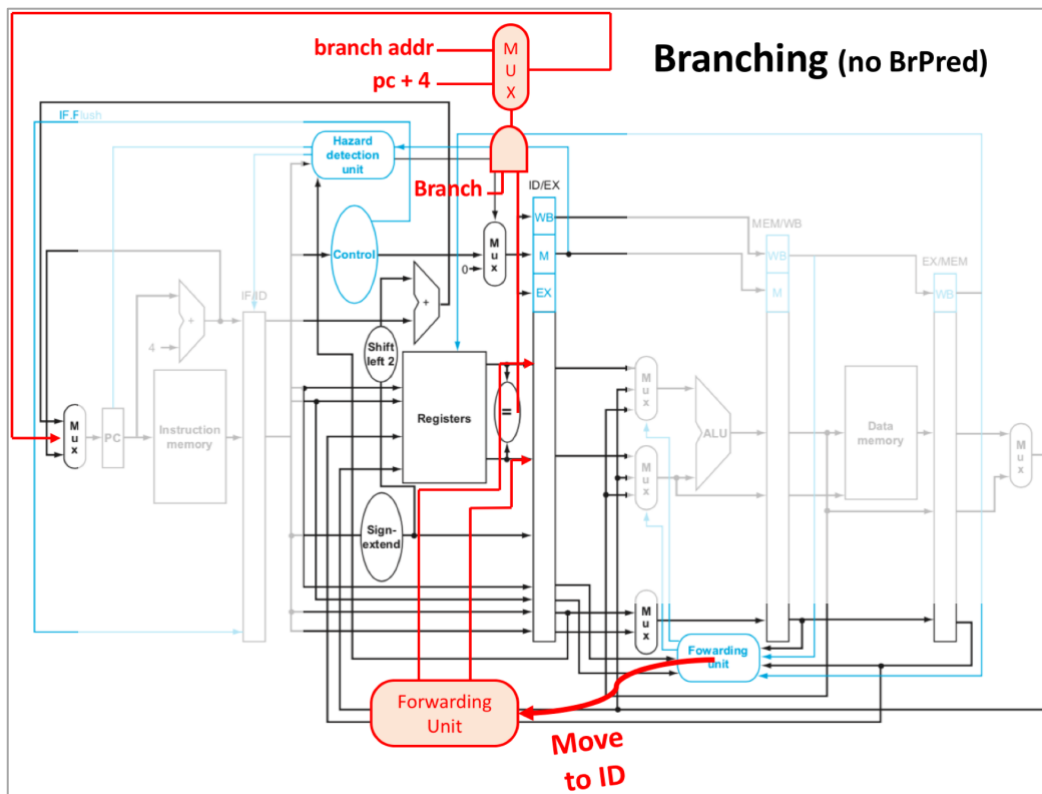 Branching (no BrPred)
branch addr
pc + 4
M
U
X
IF.Flush
Hazard
detection
unit
Branch
ID/EX
WB
M
EX
Control
M
u
x
0
MEM/WB
WB
M
EX/MEM
WB
IF/ID
+
4
+
Shift
left 2
Registers
=
M
u
x
PC
Instruction
memory
M
u
x
M
u
x
ALU
Data
memory
M
u
x
Sign-
extend
M
u
x
Fowarding
unit
Forwarding
Unit
Move
to ID